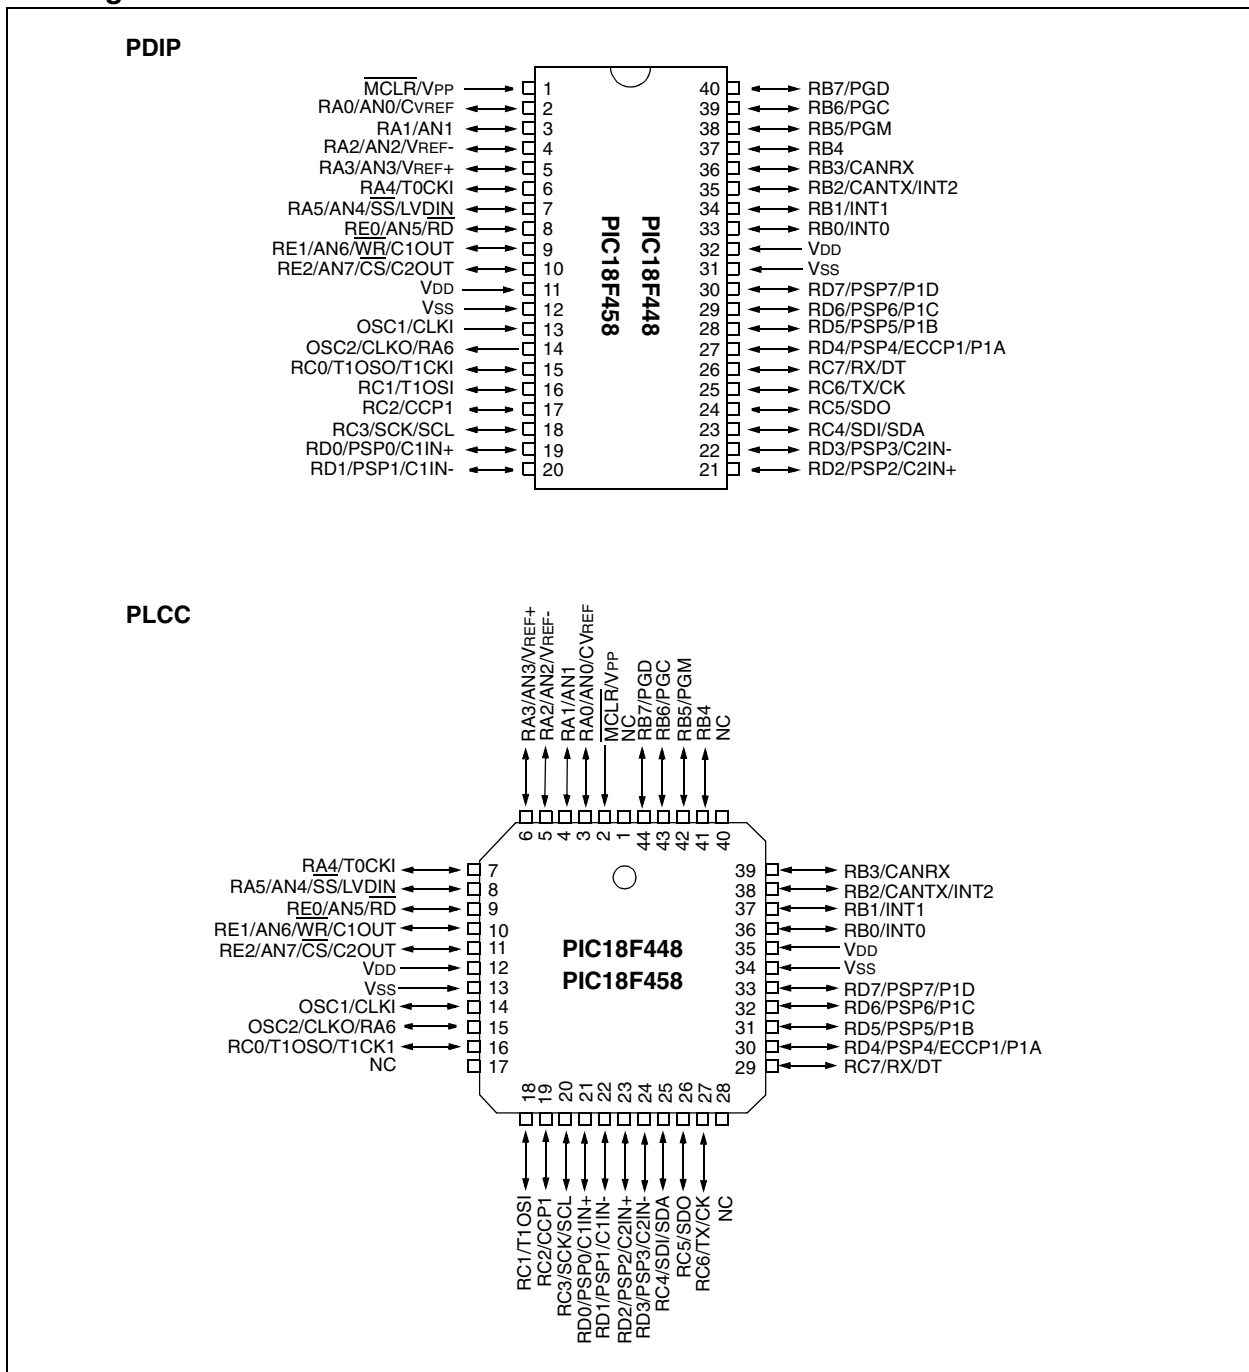 PDIP
MCLR/VPP 1
RA0/AN0/CVREF 2
RA1/AN1 3
RA2/AN2/VREF- 4
RA3/AN3/VREF+ 5
RA4/T0CKI 6
RA5/AN4/SS/LVDIN 7
RE0/AN5/RD 8
RE1/AN6/WR/C1OUT 9
RE2/AN7/CS/C2OUT 10
VDD 11
VSS 12
OSC1/CLKI 13
OSC2/CLKO/RA6 14
RC0/T1OSO/T1CKI 15
RC1/T1OSI 16
RC2/CCP1 17
RC3/SCK/SCL 18
RD0/PSP0/C1IN+ 19
RD1/PSP1/C1IN- 20
PIC18F448
PIC18F458
40 RB7/PGD
39 RB6/PGC
38 RB5/PGM
37 RB4
36 RB3/CANRX
35 RB2/CANTX/INT2
34 RB1/INT1
33 RB0/INT0
32 VDD
31 VSS
30 RD7/PSP7/P1D
29 RD6/PSP6/P1C
28 RD5/PSP5/P1B
27 RD4/PSP4/ECCP1/P1A
26 RC7/RX/DT
25 RC6/TX/CK
24 RC5/SDO
23 RC4/SDI/SDA
22 RD3/PSP3/C2IN-
21 RD2/PSP2/C2IN+
PLCC
RA3/AN3/VREF+ 6
RA2/AN2/VREF- 5
RA1/AN1 4
RA0/AN0/CVREF 3
MCLR/VPP 2
NC 1
RB7/PGD 44
RB6/PGC 43
RB5/PGM 42
RB4 41
NC 40
RA4/T0CKI 7
RA5/AN4/SS/LVDIN 8
RE0/AN5/RD 9
RE1/AN6/WR/C1OUT 10
RE2/AN7/CS/C2OUT 11
VDD 12
VSS 13
OSC1/CLKI 14
OSC2/CLKO/RA6 15
RC0/T1OSO/T1CK1 16
NC 17
PIC18F448
PIC18F458
39 RB3/CANRX
38 RB2/CANTX/INT2
37 RB1/INT1
36 RB0/INT0
35 VDD
34 VSS
33 RD7/PSP7/P1D
32 RD6/PSP6/P1C
31 RD5/PSP5/P1B
30 RD4/PSP4/ECCP1/P1A
29 RC7/RX/DT
18 RC1/T1OSI
19 RC2/CCP1
20 RC3/SCK/SCL
21 RD0/PSP0/C1IN+
22 RD1/PSP1/C1IN-
23 RD2/PSP2/C2IN+
24 RD3/PSP3/C2IN-
25 RC4/SDI/SDA
26 RC5/SDO
27 RC6/TX/CK
28 NC